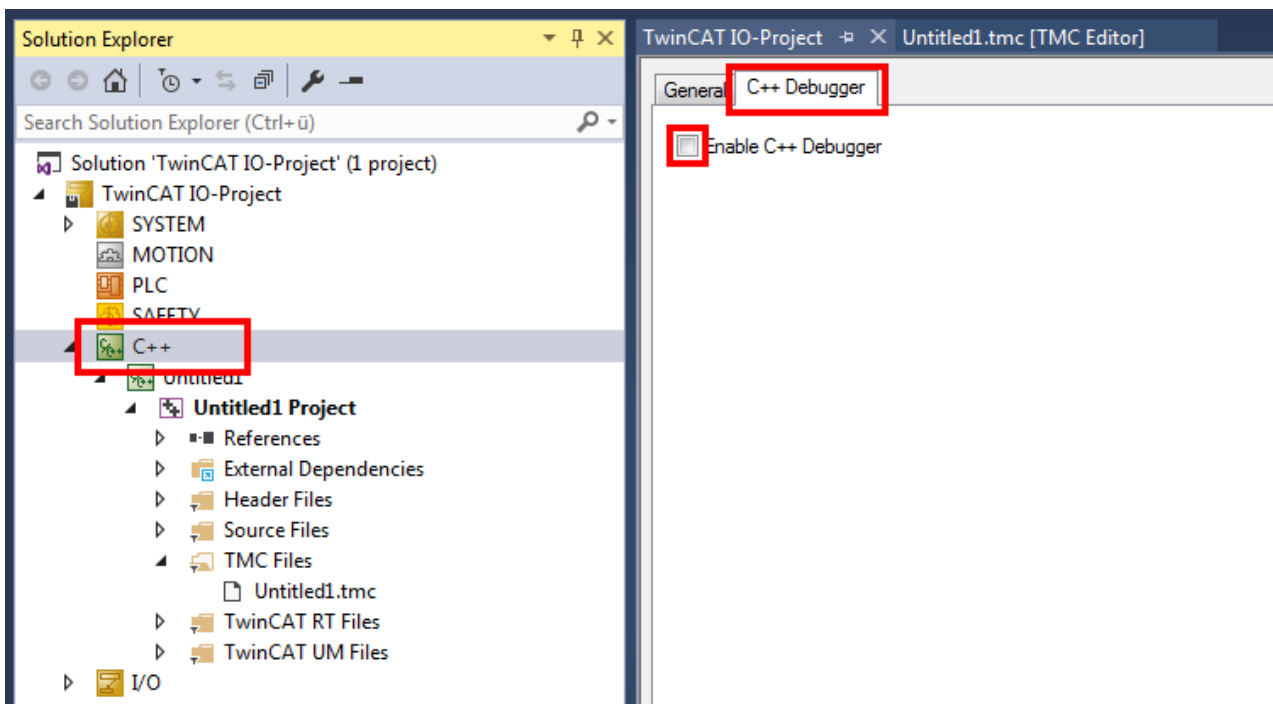 Solution Explorer
Search Solution Explorer (Ctrl+ü)
Solution 'TwinCAT IO-Project' (1 project)
TwinCAT IO-Project
SYSTEM
MOTION
PLC
SAFETY
C++
Untitled1
Untitled1 Project
References
External Dependencies
Header Files
Source Files
TMC Files
Untitled1.tmc
TwinCAT RT Files
TwinCAT UM Files
I/O
TwinCAT IO-Project Untitled1.tmc [TMC Editor]
General C++ Debugger
Enable C++ Debugger